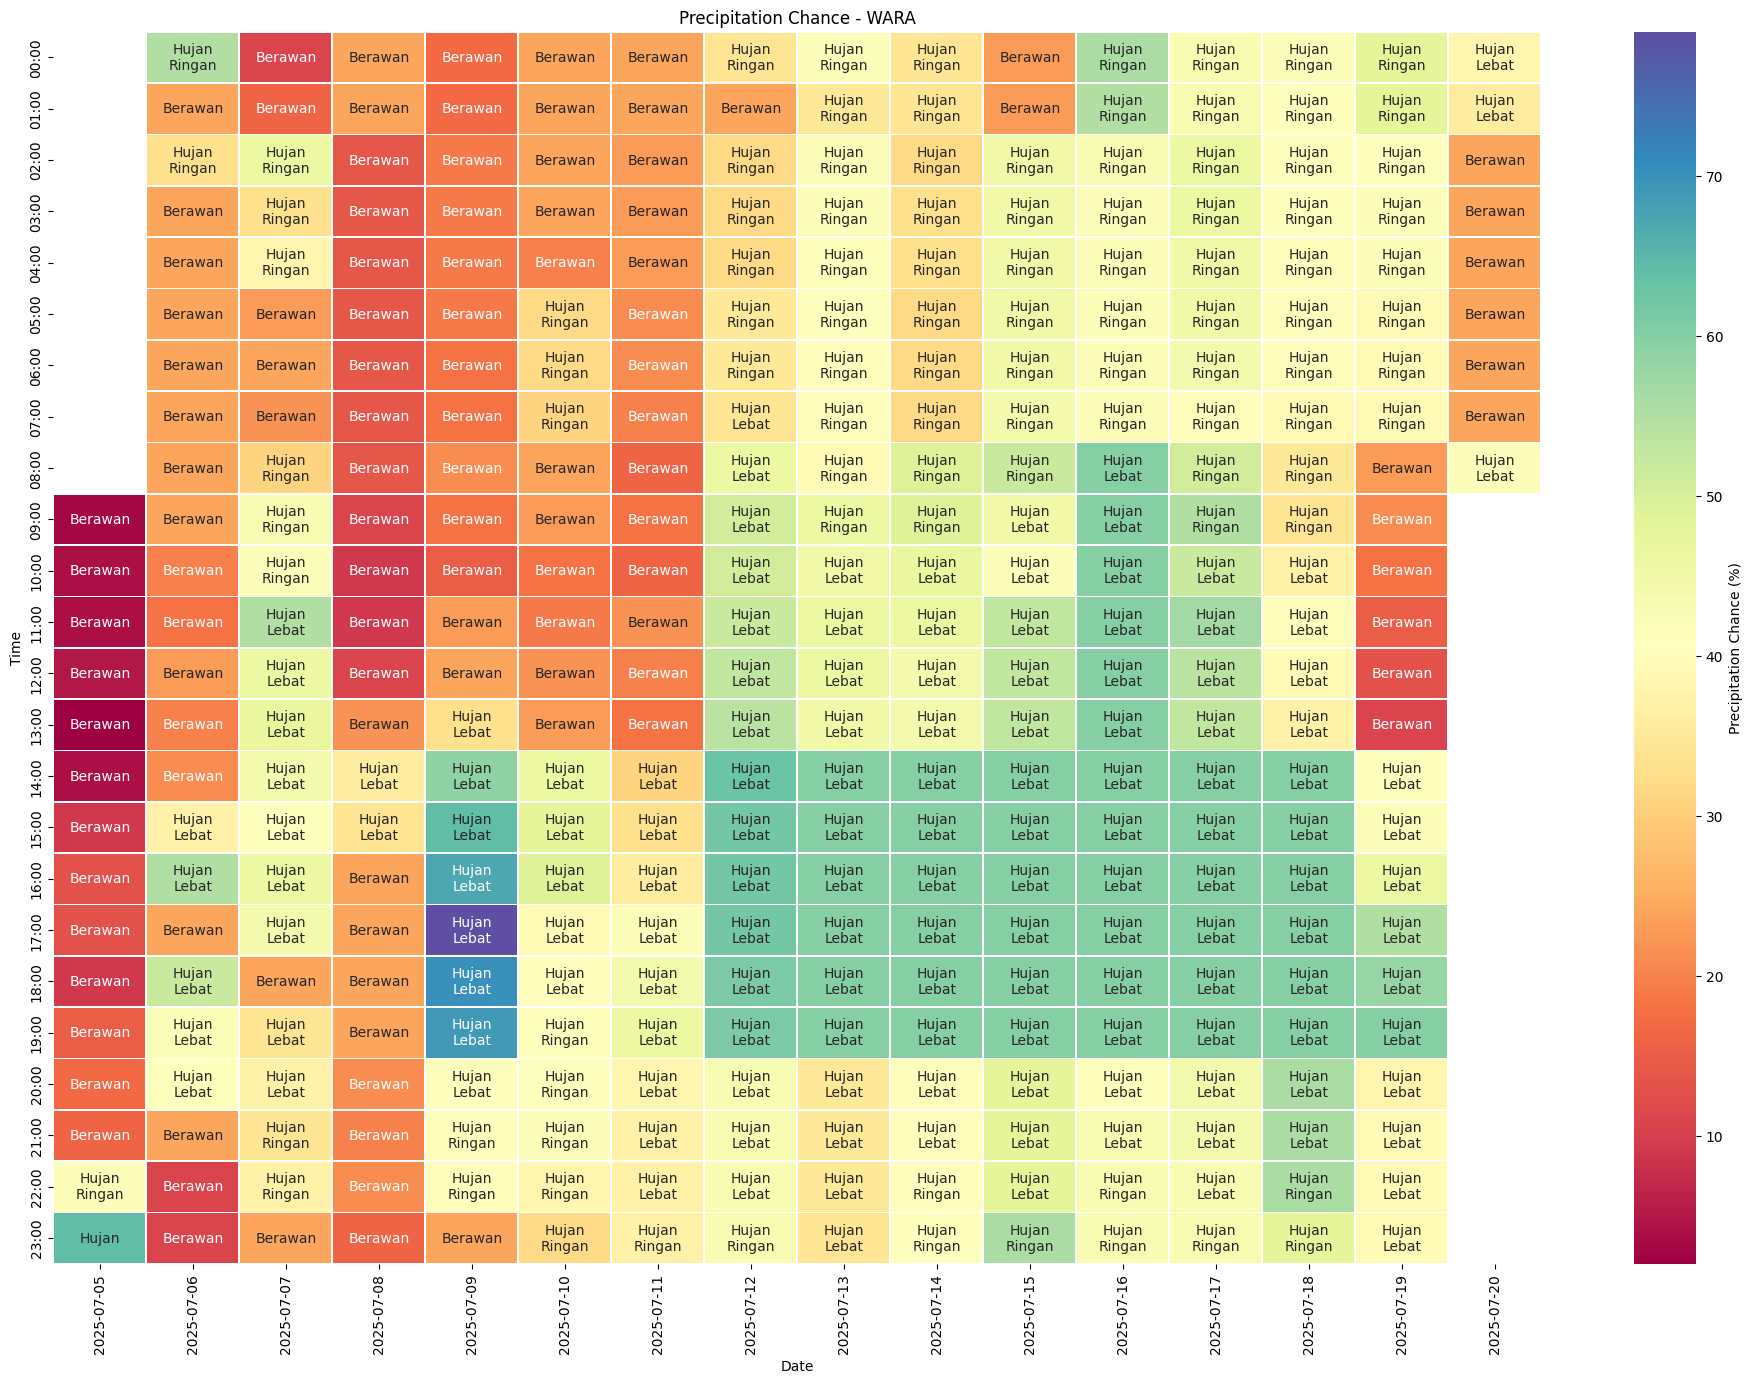 Precipitation Chance - WARA
00:00 Hujan Ringan Berawan Berawan Berawan Berawan Berawan Hujan Ringan Hujan Ringan Hujan Ringan Berawan Hujan Ringan Hujan Ringan Hujan Ringan Hujan Ringan Hujan Lebat
01:00 Berawan Berawan Berawan Berawan Berawan Berawan Berawan Hujan Ringan Hujan Ringan Berawan Hujan Ringan Hujan Ringan Hujan Ringan Hujan Ringan Hujan Lebat
02:00 Hujan Ringan Hujan Ringan Berawan Berawan Berawan Berawan Hujan Ringan Hujan Ringan Hujan Ringan Hujan Ringan Hujan Ringan Hujan Ringan Hujan Ringan Hujan Ringan Berawan
03:00 Berawan Hujan Ringan Berawan Berawan Berawan Berawan Hujan Ringan Hujan Ringan Hujan Ringan Hujan Ringan Hujan Ringan Hujan Ringan Hujan Ringan Hujan Ringan Berawan
04:00 Berawan Hujan Ringan Berawan Berawan Berawan Berawan Hujan Ringan Hujan Ringan Hujan Ringan Hujan Ringan Hujan Ringan Hujan Ringan Hujan Ringan Hujan Ringan Berawan
05:00 Berawan Berawan Berawan Berawan Hujan Ringan Berawan Hujan Ringan Hujan Ringan Hujan Ringan Hujan Ringan Hujan Ringan Hujan Ringan Hujan Ringan Hujan Ringan Berawan
06:00 Berawan Berawan Berawan Berawan Hujan Ringan Berawan Hujan Ringan Hujan Ringan Hujan Ringan Hujan Ringan Hujan Ringan Hujan Ringan Hujan Ringan Hujan Ringan Berawan
07:00 Berawan Berawan Berawan Berawan Hujan Ringan Berawan Hujan Lebat Hujan Ringan Hujan Ringan Hujan Ringan Hujan Ringan Hujan Ringan Hujan Ringan Hujan Ringan Berawan
08:00 Berawan Hujan Ringan Berawan Berawan Berawan Berawan Hujan Lebat Hujan Ringan Hujan Ringan Hujan Ringan Hujan Lebat Hujan Ringan Hujan Ringan Berawan Hujan Lebat
09:00 Berawan Berawan Hujan Ringan Berawan Berawan Berawan Berawan Hujan Lebat Hujan Ringan Hujan Ringan Hujan Lebat Hujan Lebat Hujan Ringan Hujan Ringan Berawan
10:00 Berawan Berawan Hujan Ringan Berawan Berawan Berawan Berawan Hujan Lebat Hujan Lebat Hujan Lebat Hujan Lebat Hujan Lebat Hujan Lebat Hujan Lebat Berawan
11:00 Berawan Berawan Hujan Lebat Berawan Berawan Berawan Berawan Hujan Lebat Hujan Lebat Hujan Lebat Hujan Lebat Hujan Lebat Hujan Lebat Hujan Lebat Berawan
12:00 Berawan Berawan Hujan Lebat Berawan Berawan Berawan Berawan Hujan Lebat Hujan Lebat Hujan Lebat Hujan Lebat Hujan Lebat Hujan Lebat Hujan Lebat Berawan
13:00 Berawan Berawan Hujan Lebat Berawan Hujan Lebat Berawan Berawan Hujan Lebat Hujan Lebat Hujan Lebat Hujan Lebat Hujan Lebat Hujan Lebat Hujan Lebat Berawan
14:00 Berawan Berawan Hujan Lebat Hujan Lebat Hujan Lebat Hujan Lebat Hujan Lebat Hujan Lebat Hujan Lebat Hujan Lebat Hujan Lebat Hujan Lebat Hujan Lebat Hujan Lebat Hujan Lebat
15:00 Berawan Hujan Lebat Hujan Lebat Hujan Lebat Hujan Lebat Hujan Lebat Hujan Lebat Hujan Lebat Hujan Lebat Hujan Lebat Hujan Lebat Hujan Lebat Hujan Lebat Hujan Lebat Hujan Lebat
16:00 Berawan Hujan Lebat Hujan Lebat Berawan Hujan Lebat Hujan Lebat Hujan Lebat Hujan Lebat Hujan Lebat Hujan Lebat Hujan Lebat Hujan Lebat Hujan Lebat Hujan Lebat Hujan Lebat
17:00 Berawan Berawan Hujan Lebat Berawan Hujan Lebat Hujan Lebat Hujan Lebat Hujan Lebat Hujan Lebat Hujan Lebat Hujan Lebat Hujan Lebat Hujan Lebat Hujan Lebat Hujan Lebat
18:00 Berawan Hujan Lebat Berawan Berawan Hujan Lebat Hujan Lebat Hujan Lebat Hujan Lebat Hujan Lebat Hujan Lebat Hujan Lebat Hujan Lebat Hujan Lebat Hujan Lebat Hujan Lebat
19:00 Berawan Hujan Lebat Hujan Lebat Berawan Hujan Lebat Hujan Ringan Hujan Lebat Hujan Lebat Hujan Lebat Hujan Lebat Hujan Lebat Hujan Lebat Hujan Lebat Hujan Lebat Hujan Lebat
20:00 Berawan Hujan Lebat Hujan Lebat Berawan Hujan Lebat Hujan Ringan Hujan Lebat Hujan Lebat Hujan Lebat Hujan Lebat Hujan Lebat Hujan Lebat Hujan Lebat Hujan Lebat Hujan Lebat
21:00 Berawan Berawan Hujan Ringan Berawan Hujan Ringan Hujan Ringan Hujan Lebat Hujan Lebat Hujan Lebat Hujan Lebat Hujan Lebat Hujan Lebat Hujan Lebat Hujan Lebat Hujan Lebat
22:00 Hujan Ringan Berawan Hujan Ringan Berawan Hujan Ringan Hujan Ringan Hujan Lebat Hujan Lebat Hujan Lebat Hujan Ringan Hujan Lebat Hujan Ringan Hujan Lebat Hujan Ringan Hujan Lebat
23:00 Hujan Berawan Berawan Berawan Berawan Hujan Ringan Hujan Ringan Hujan Ringan Hujan Lebat Hujan Ringan Hujan Ringan Hujan Ringan Hujan Ringan Hujan Ringan Hujan Lebat
Time
2025-07-05 2025-07-06 2025-07-07 2025-07-08 2025-07-09 2025-07-10 2025-07-11 2025-07-12 2025-07-13 2025-07-14 2025-07-15 2025-07-16 2025-07-17 2025-07-18 2025-07-19 2025-07-20
Date
70
60
50
40
30
20
10
Precipitation Chance (%)